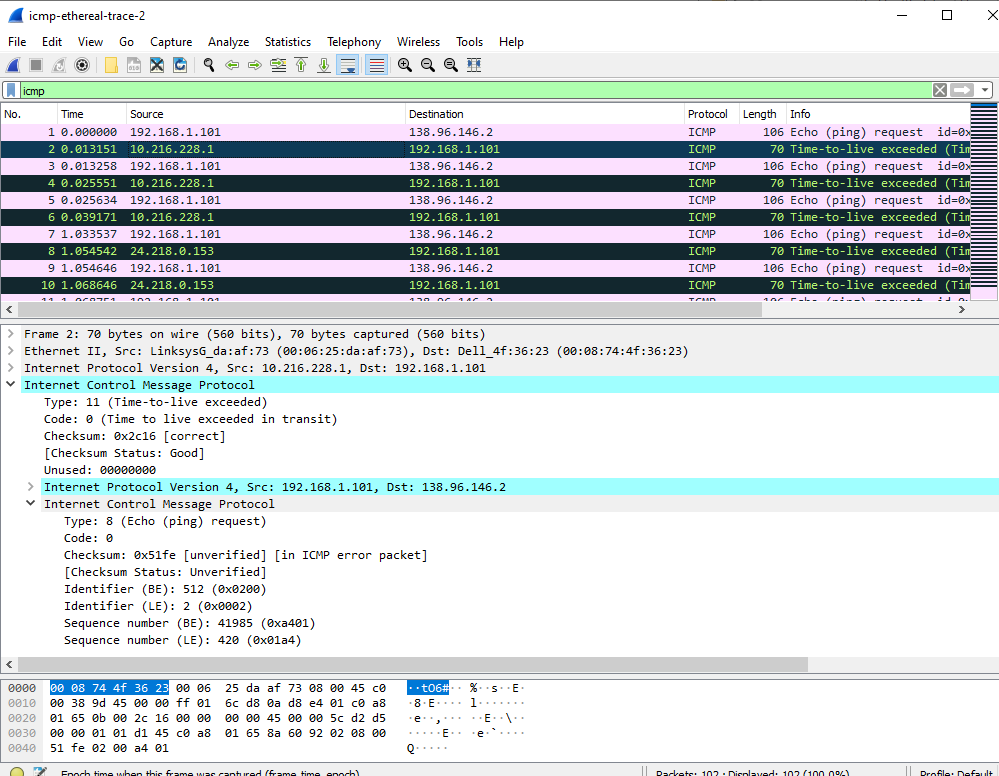 icmp-ethereal-trace-2
File Edit View Go Capture Analyze Statistics Telephony Wireless Tools Help
icmp
No. Time Source Destination Protocol Length Info
1 0.000000 192.168.1.101 138.96.146.2 ICMP 106 Echo (ping) request id=0x
2 0.013151 10.216.228.1 192.168.1.101 ICMP 70 Time-to-live exceeded (Tim
3 0.013258 192.168.1.101 138.96.146.2 ICMP 106 Echo (ping) request id=0x
4 0.025551 10.216.228.1 192.168.1.101 ICMP 70 Time-to-live exceeded (Tim
5 0.025634 192.168.1.101 138.96.146.2 ICMP 106 Echo (ping) request id=0x
6 0.039171 10.216.228.1 192.168.1.101 ICMP 70 Time-to-live exceeded (Tim
7 1.033537 192.168.1.101 138.96.146.2 ICMP 106 Echo (ping) request id=0x
8 1.054542 24.218.0.153 192.168.1.101 ICMP 70 Time-to-live exceeded (Tim
9 1.054646 192.168.1.101 138.96.146.2 ICMP 106 Echo (ping) request id=0x
10 1.068646 24.218.0.153 192.168.1.101 ICMP 70 Time-to-live exceeded (Tim
11 1.068751 192.168.1.101 138.96.146.2 ICMP 106 Echo (ping) request id=0x
Frame 2: 70 bytes on wire (560 bits), 70 bytes captured (560 bits)
Ethernet II, Src: LinksysG_da:af:73 (00:06:25:da:af:73), Dst: Dell_4f:36:23 (00:08:74:4f:36:23)
Internet Protocol Version 4, Src: 10.216.228.1, Dst: 192.168.1.101
Internet Control Message Protocol
Type: 11 (Time-to-live exceeded)
Code: 0 (Time to live exceeded in transit)
Checksum: 0x2c16 [correct]
[Checksum Status: Good]
Unused: 00000000
Internet Protocol Version 4, Src: 192.168.1.101, Dst: 138.96.146.2
Internet Control Message Protocol
Type: 8 (Echo (ping) request)
Code: 0
Checksum: 0x51fe [unverified] [in ICMP error packet]
[Checksum Status: Unverified]
Identifier (BE): 512 (0x0200)
Identifier (LE): 2 (0x0002)
Sequence number (BE): 41985 (0xa401)
Sequence number (LE): 420 (0x01a4)
0000 00 08 74 4f 36 23 00 06 25 da af 73 08 00 45 c0 ··tO6#·· %··s··E·
0010 00 38 9d 45 00 00 ff 01 6c d8 0a d8 e4 01 c0 a8 ·8·E···· l·······
0020 01 65 0b 00 2c 16 00 00 00 00 45 00 00 5c d2 d5 ·e··,··· ··E··\··
0030 00 00 01 01 d1 45 c0 a8 01 65 8a 60 92 02 08 00 ·····E·· ·e·`····
0040 51 fe 02 00 a4 01 Q·····
Epoch time when this frame was captured (frame.time_epoch) Packets: 102 · Displayed: 102 (100.0%) Profile: Default